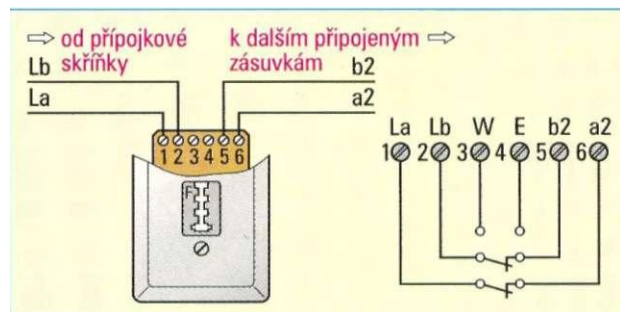 ⇨ od přípojkové skříňky
k dalším připojeným ⇨ zásuvkám
Lb
b2
La
a2
1 2 3 4 5 6
F
La Lb W E b2 a2
1 2 3 4 5 6